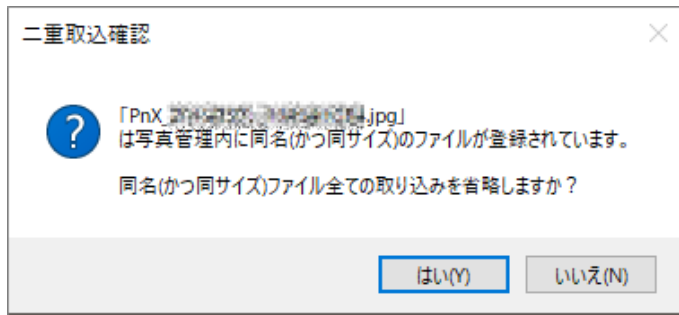 二重取込確認
「PnX_ .jpg」
は写真管理内に同名(かつ同サイズ)のファイルが登録されています。
同名(かつ同サイズ)ファイル全ての取り込みを省略しますか？
はい(Y)
いいえ(N)